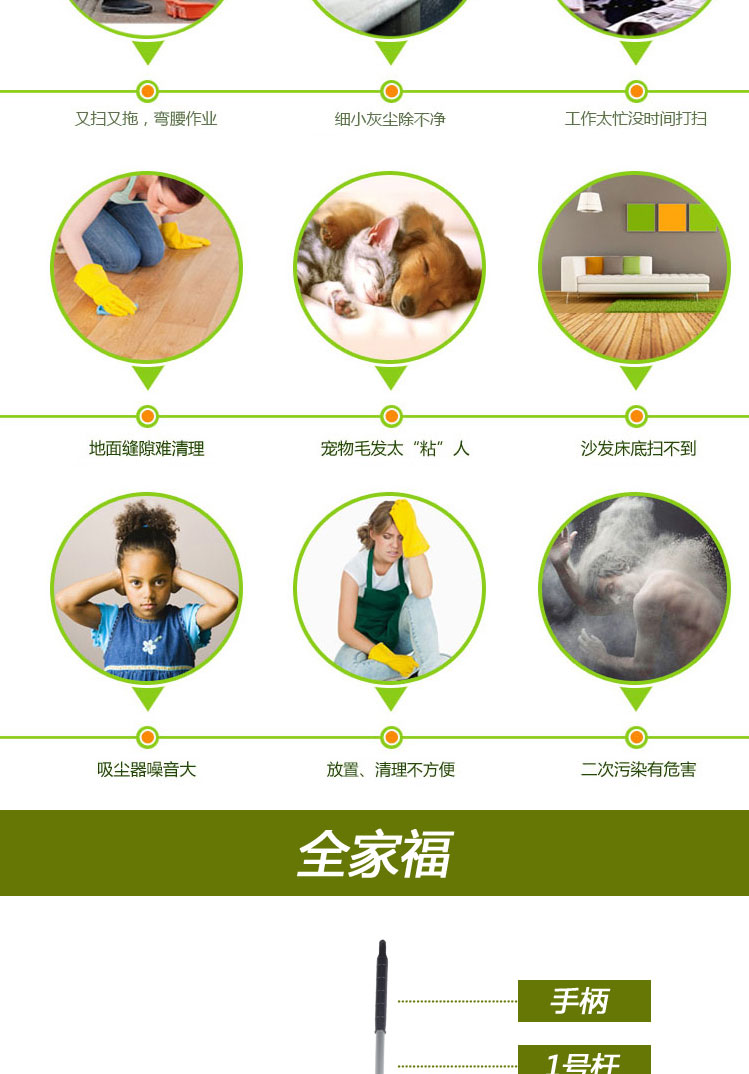 又扫又拖，弯腰作业
细小灰尘除不净
工作太忙没时间打扫
地面缝隙难清理
宠物毛发太“粘”人
沙发床底扫不到
吸尘器噪音大
放置、清理不方便
二次污染有危害
全家福
手柄
1号杆